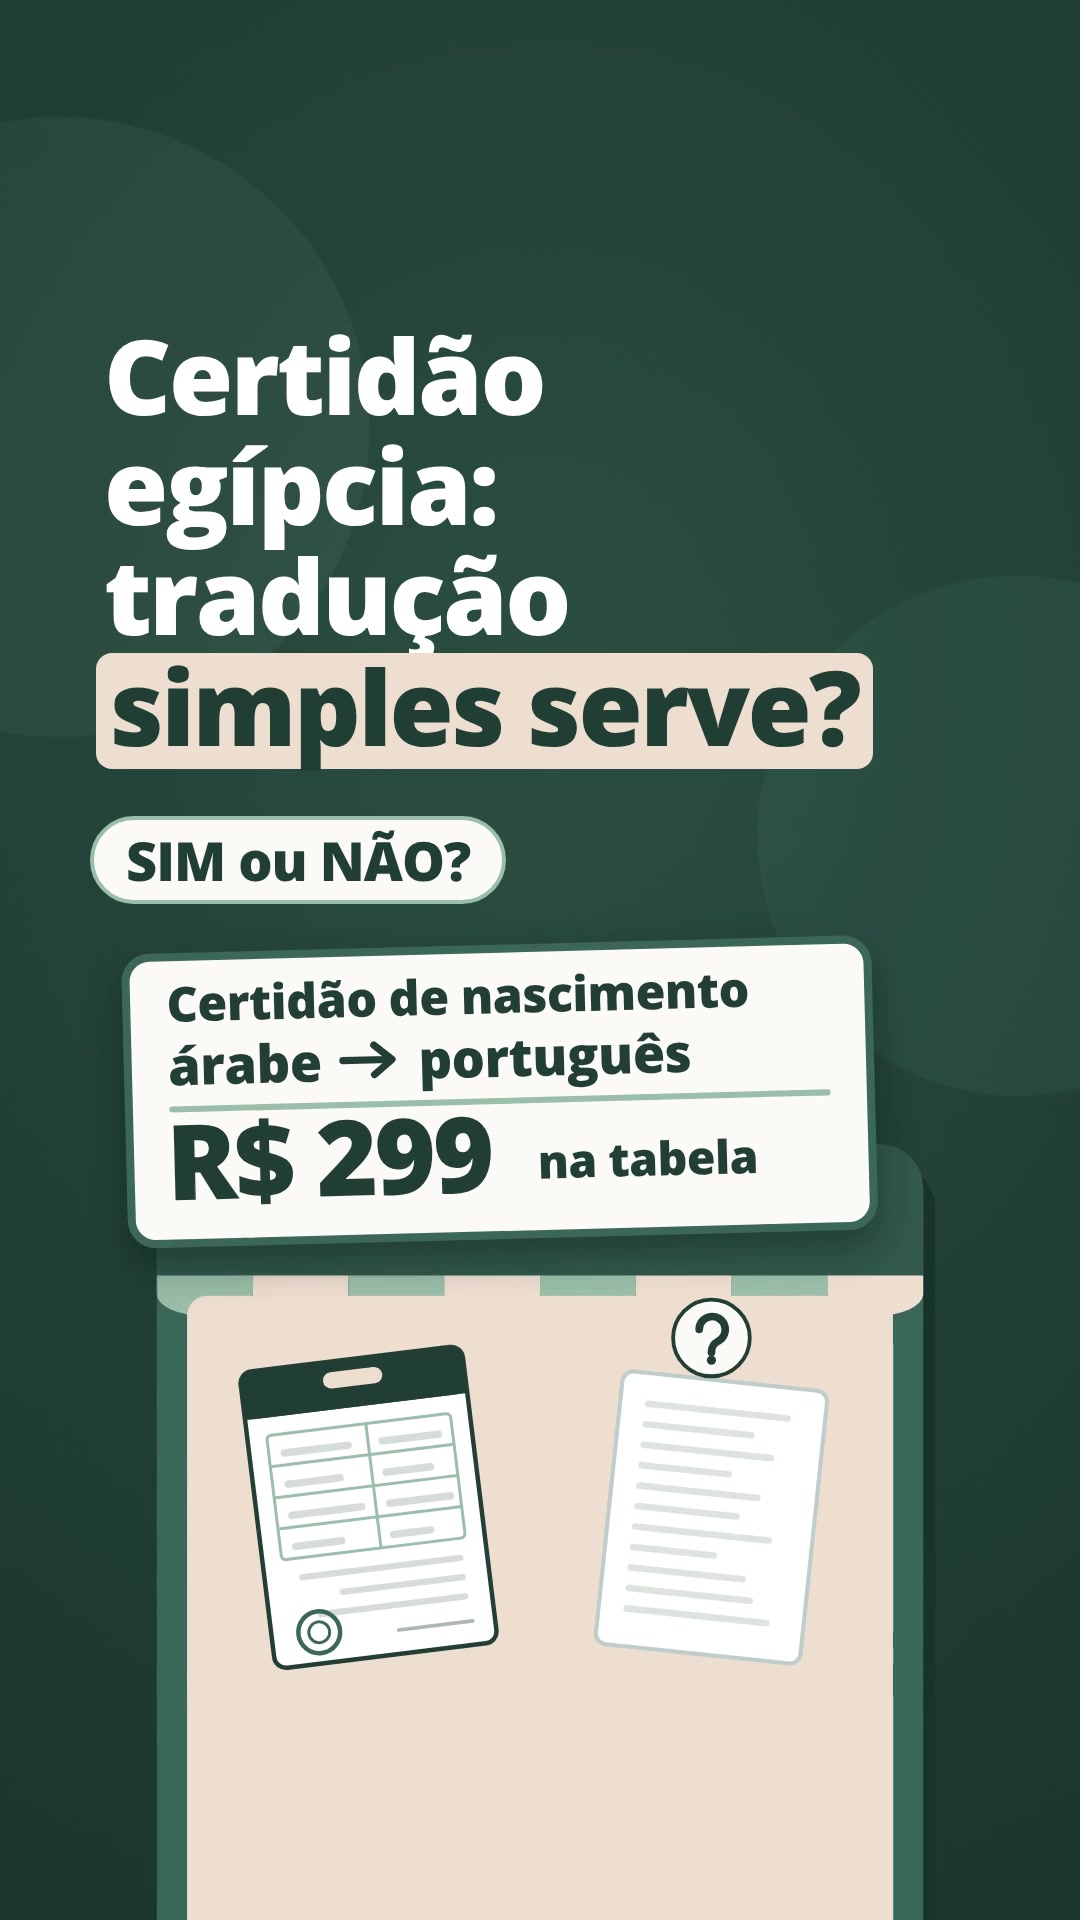 Certidão
egípcia:
tradução
simples serve?
SIM ou NÃO?
Certidão de nascimento
árabe → português
R$ 299 na tabela
?